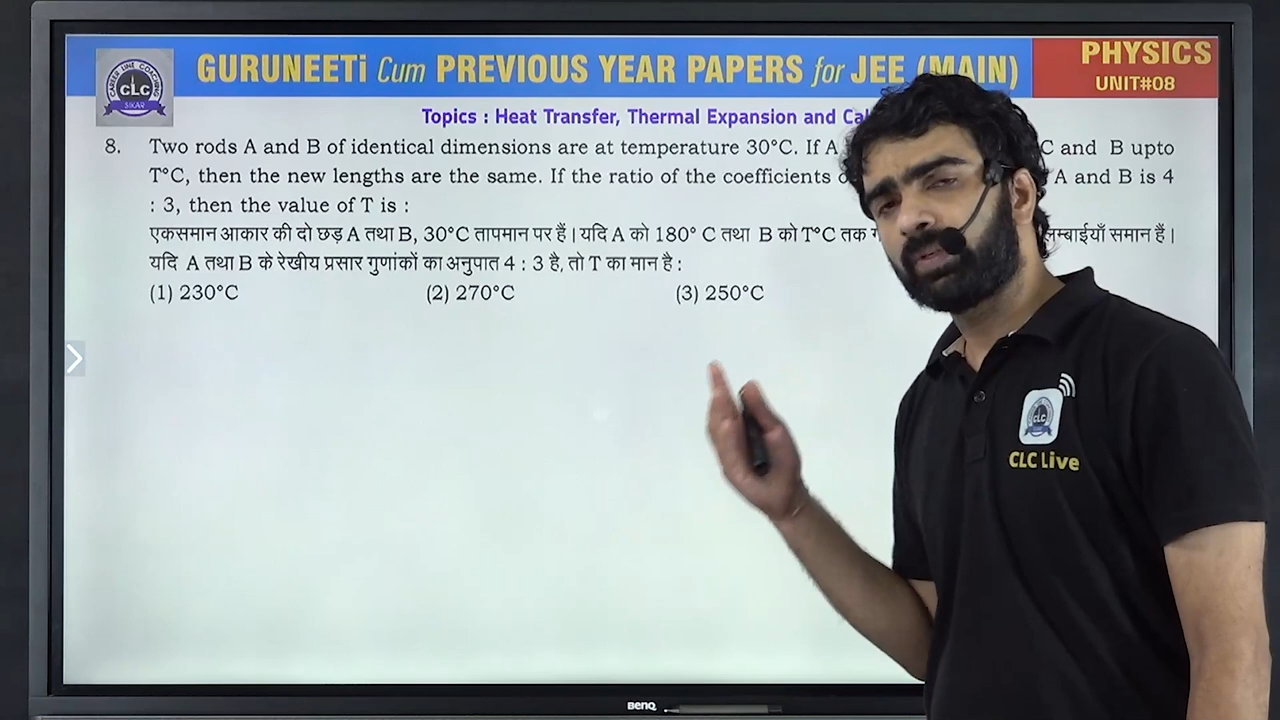 GURUNEETi Cum PREVIOUS YEAR PAPERS for JEE (MAIN)
PHYSICS
UNIT#08
CAREER LINE COACHING
CLC
SIKAR
Topics : Heat Transfer, Thermal Expansion and
8. Two rods A and B of identical dimensions are at temperature 30°C. If A C and B upto
T°C, then the new lengths are the same. If the ratio of the coefficients A and B is 4
: 3, then the value of T is :
एकसमान आकार की दो छड़ A तथा B, 30°C तापमान पर हैं। यदि A को 180° C तथा B को T°C तक लम्बाईयाँ समान हैं।
यदि A तथा B के रेखीय प्रसार गुणांकों का अनुपात 4 : 3 है, तो T का मान है :
(1) 230°C (2) 270°C (3) 250°C
CLC
CLC Live
BENQ